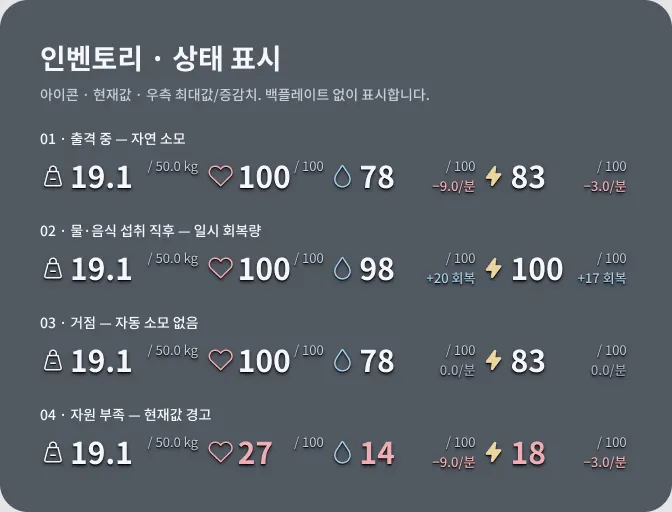 인벤토리 · 상태 표시
아이콘 · 현재값 · 우측 최대값/증감치. 백플레이트 없이 표시합니다.
01 · 출격 중 — 자연 소모
19.1 / 50.0 kg 100 / 100 78 / 100 −9.0/분 83 / 100 −3.0/분
02 · 물·음식 섭취 직후 — 일시 회복량
19.1 / 50.0 kg 100 / 100 98 / 100 +20 회복 100 / 100 +17 회복
03 · 거점 — 자동 소모 없음
19.1 / 50.0 kg 100 / 100 78 / 100 0.0/분 83 / 100 0.0/분
04 · 자원 부족 — 현재값 경고
19.1 / 50.0 kg 27 / 100 14 / 100 −9.0/분 18 / 100 −3.0/분